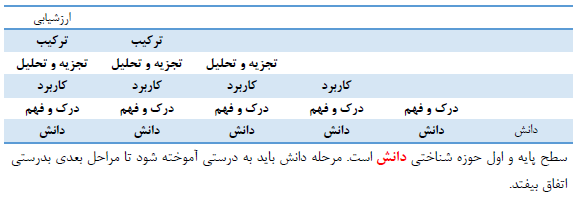 ارزشیابی
ترکیب ترکیب
تجزیه و تحلیل تجزیه و تحلیل تجزیه و تحلیل
کاربرد کاربرد کاربرد کاربرد
درک و فهم درک و فهم درک و فهم درک و فهم درک و فهم
دانش دانش دانش دانش دانش دانش
سطح پایه و اول حوزه شناختی دانش است. مرحله دانش باید به درستی آموخته شود تا مراحل بعدی بدرستی
اتفاق بیفتد.